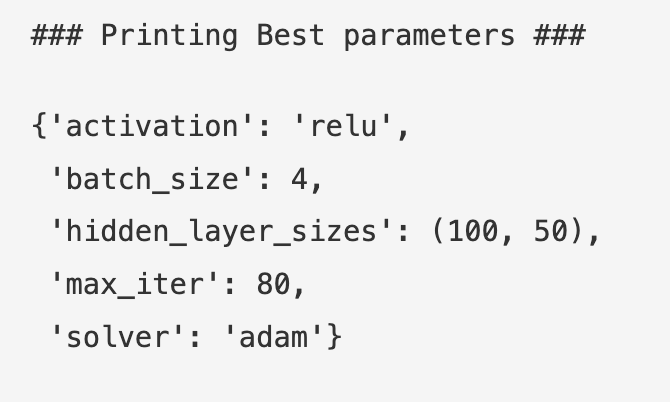 ### Printing Best parameters ###
{'activation': 'relu',
 'batch_size': 4,
 'hidden_layer_sizes': (100, 50),
 'max_iter': 80,
 'solver': 'adam'}